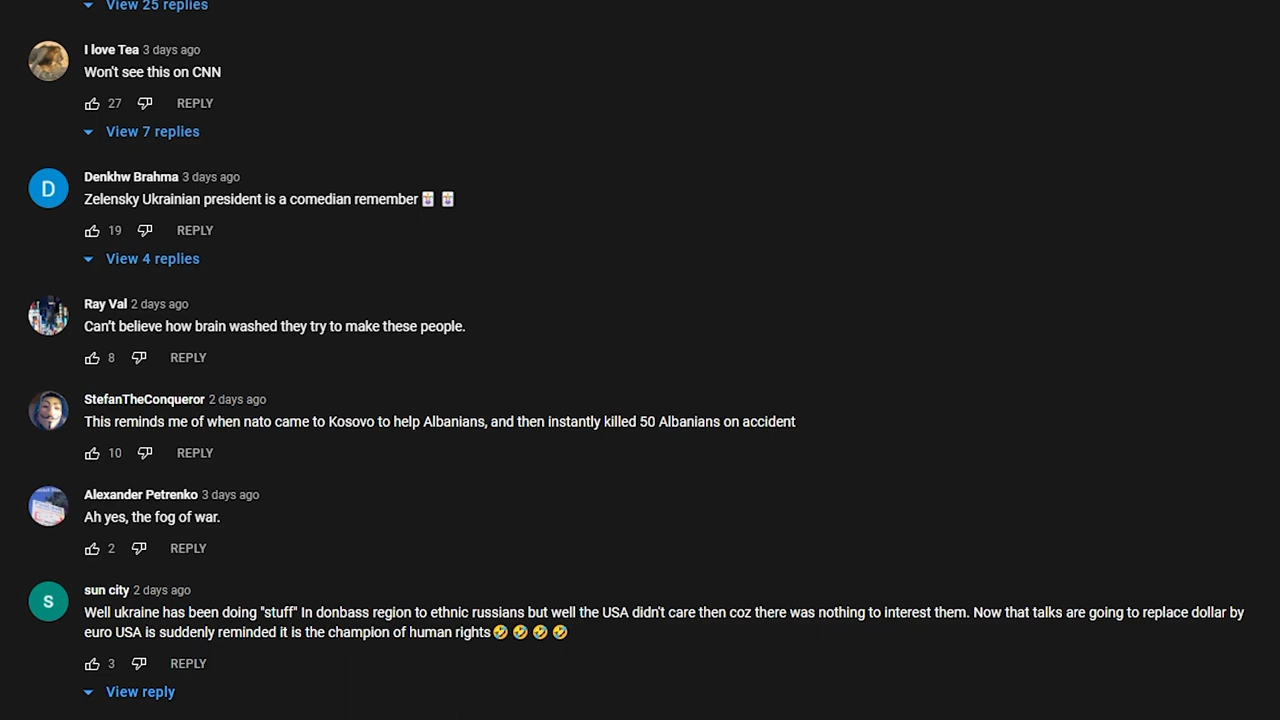 View 25 replies
I love Tea 3 days ago
Won't see this on CNN
27 REPLY
View 7 replies
D
Denkhw Brahma 3 days ago
Zelensky Ukrainian president is a comedian remember🃏 🃏
19 REPLY
View 4 replies
Ray Val 2 days ago
Can't believe how brain washed they try to make these people.
8 REPLY
StefanTheConqueror 2 days ago
This reminds me of when nato came to Kosovo to help Albanians, and then instantly killed 50 Albanians on accident
10 REPLY
Alexander Petrenko 3 days ago
Ah yes, the fog of war.
2 REPLY
S
sun city 2 days ago
Well ukraine has been doing "stuff" In donbass region to ethnic russians but well the USA didn't care then coz there was nothing to interest them. Now that talks are going to replace dollar by
euro USA is suddenly reminded it is the champion of human rights🤣 🤣 🤣 🤣
3 REPLY
View reply